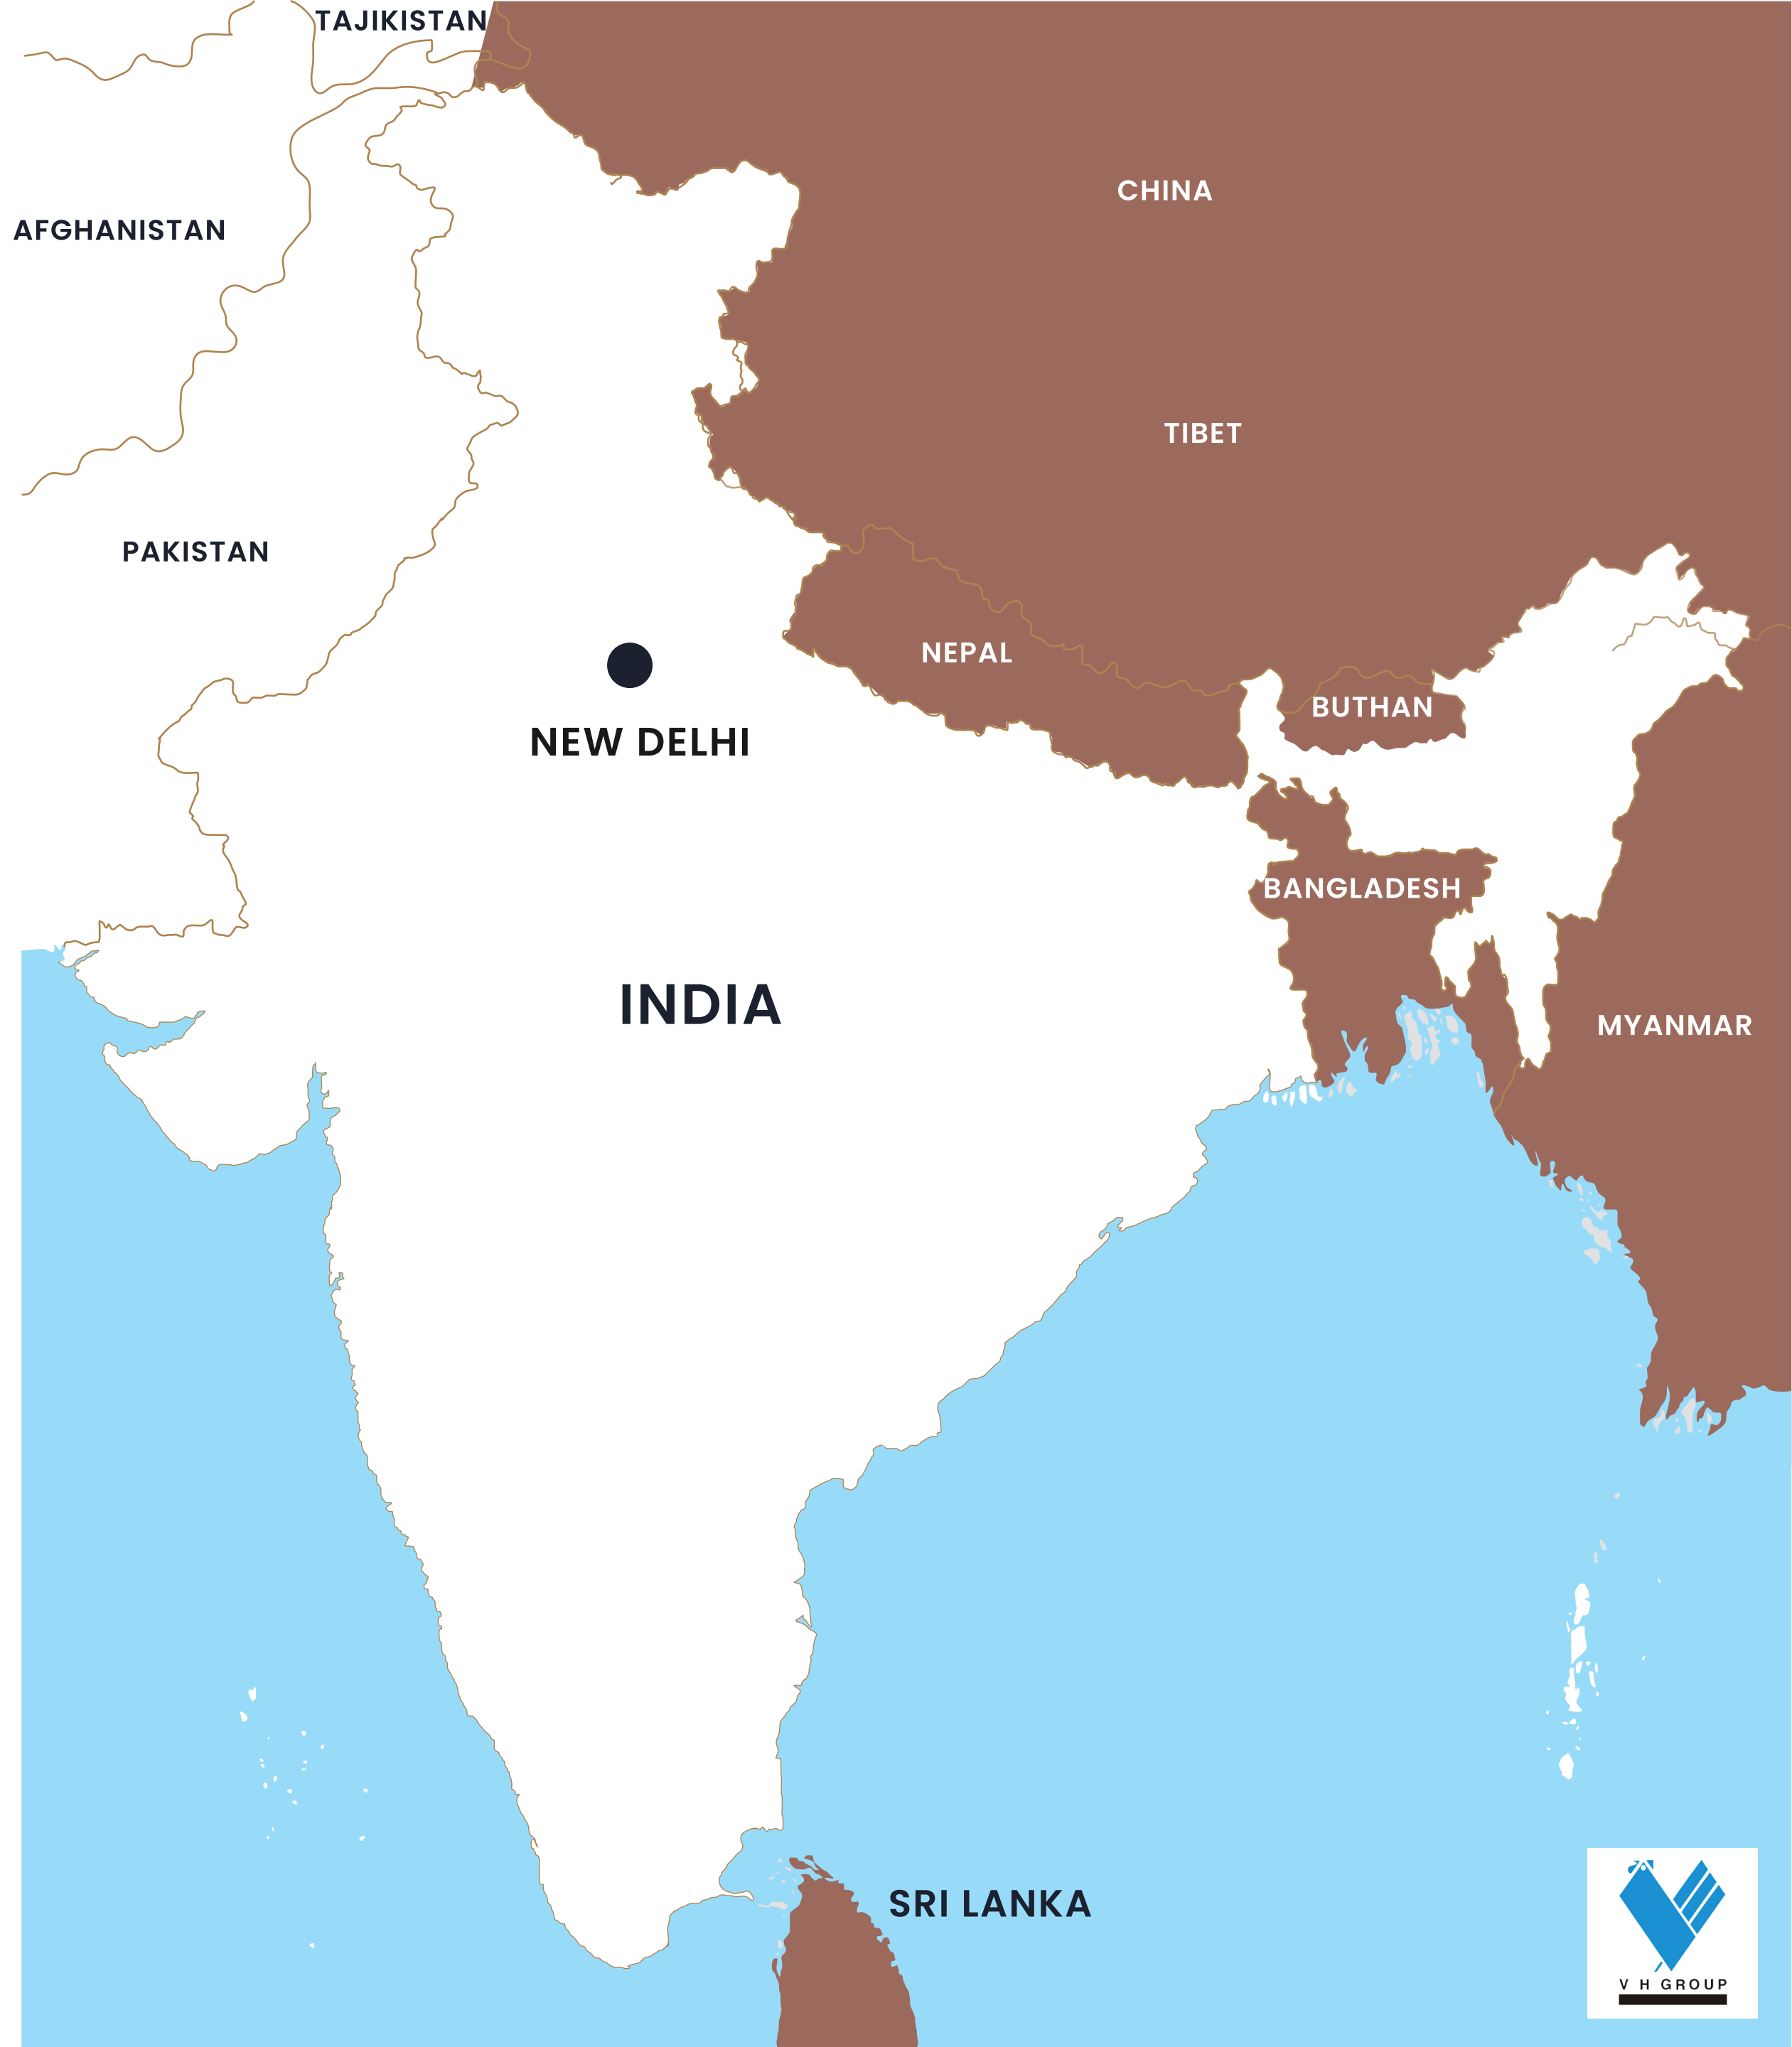 TAJIKISTAN
CHINA
AFGHANISTAN
TIBET
PAKISTAN
NEPAL
BUTHAN
NEW DELHI
BANGLADESH
INDIA
MYANMAR
SRI LANKA
V H GROUP